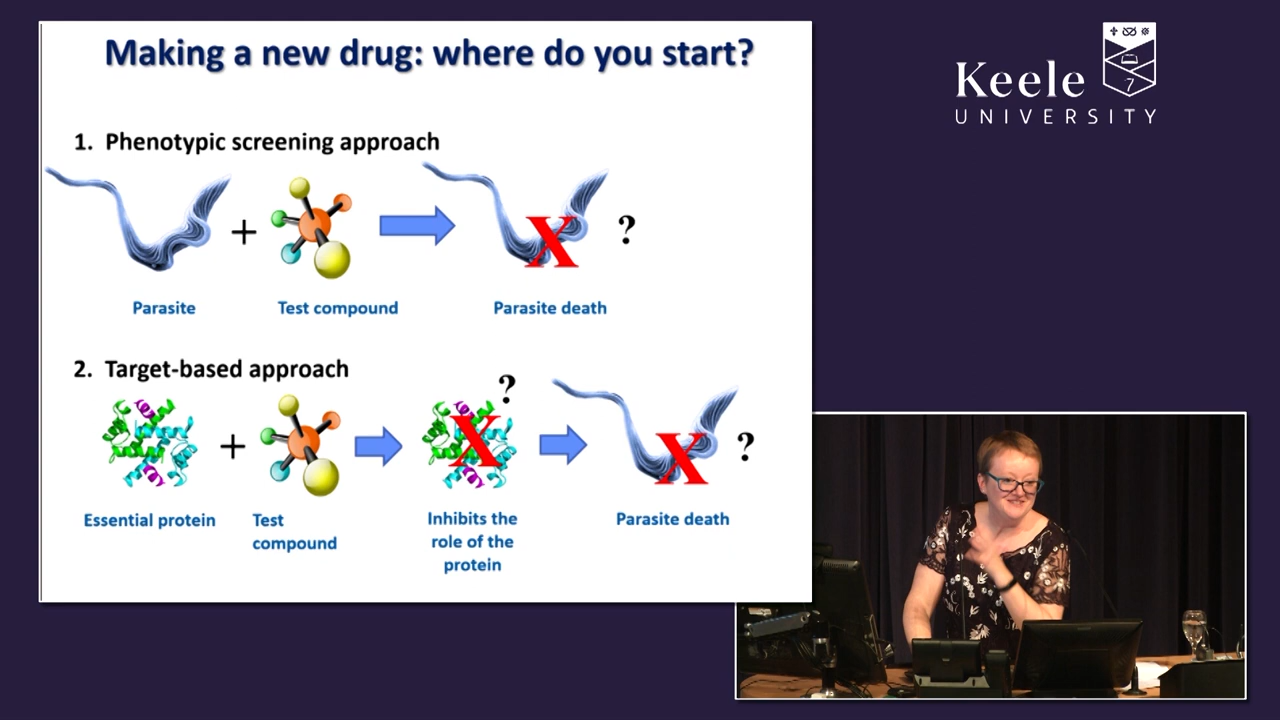 Making a new drug: where do you start?
1. Phenotypic screening approach
+
X
?
Parasite
Test compound
Parasite death
2. Target-based approach
+
X
?
X
?
Essential protein
Test
compound
Inhibits the
role of the
protein
Parasite death
Keele
UNIVERSITY